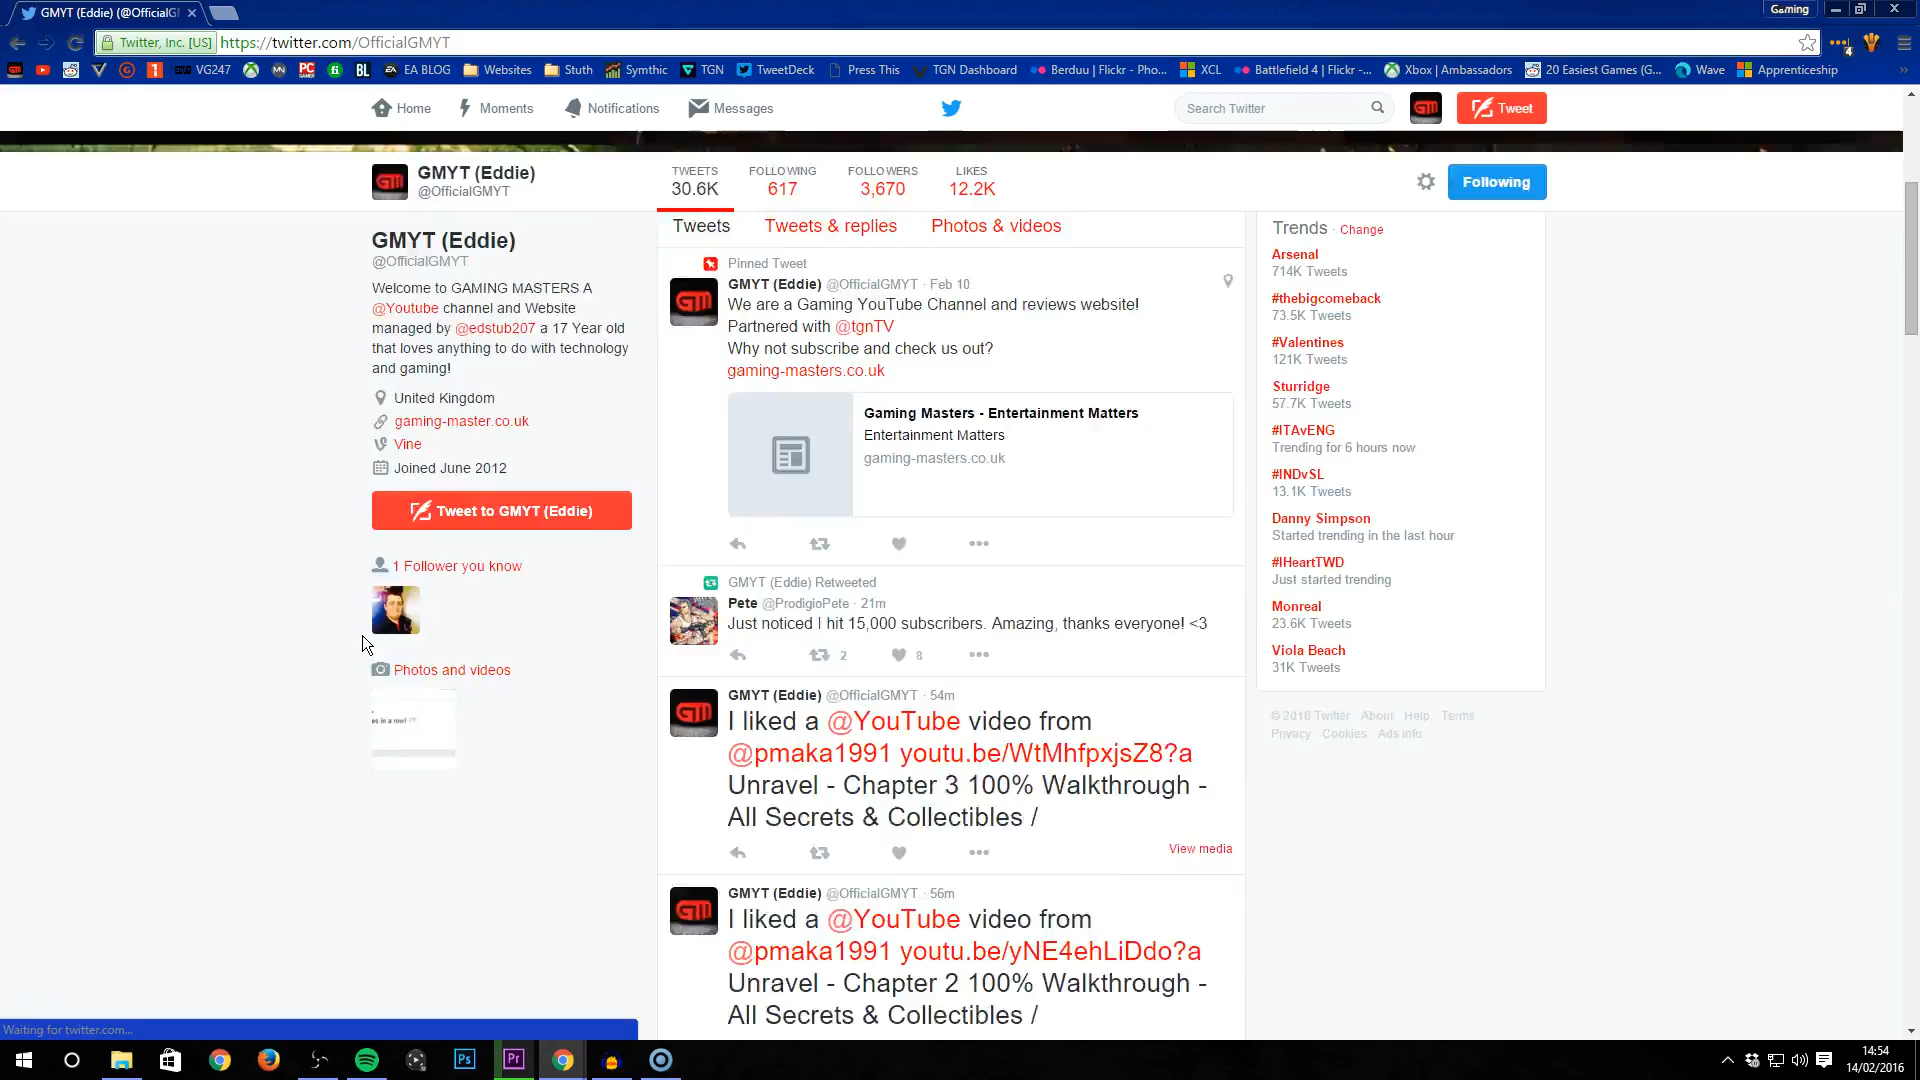 GMYT (Eddie) (@OfficialG
Gaming
Twitter, Inc. [US] https://twitter.com/OfficialGMYT
VG247 BL EA BLOG Websites Stuth Symthic TGN TweetDeck Press This TGN Dashboard Berduu | Flickr - Pho... XCL Battlefield 4 | Flickr -... Xbox | Ambassadors 20 Easiest Games (G... Wave Apprenticeship
Home Moments Notifications Messages Search Twitter GM Tweet
GMYT (Eddie)
@OfficialGMYT
TWEETS FOLLOWING FOLLOWERS LIKES
30.6K 617 3,670 12.2K
Following
GMYT (Eddie)
@OfficialGMYT
Welcome to GAMING MASTERS A
@Youtube channel and Website
managed by @edstub207 a 17 Year old
that loves anything to do with technology
and gaming!
United Kingdom
gaming-master.co.uk
Vine
Joined June 2012
Tweet to GMYT (Eddie)
1 Follower you know
Photos and videos
es in a row!
Tweets Tweets & replies Photos & videos
Pinned Tweet
GMYT (Eddie) @OfficialGMYT · Feb 10
We are a Gaming YouTube Channel and reviews website!
Partnered with @tgnTV
Why not subscribe and check us out?
gaming-masters.co.uk
Gaming Masters - Entertainment Matters
Entertainment Matters
gaming-masters.co.uk
GMYT (Eddie) Retweeted
Pete @ProdigioPete · 21m
Just noticed I hit 15,000 subscribers. Amazing, thanks everyone! <3
2 8
GMYT (Eddie) @OfficialGMYT · 54m
I liked a @YouTube video from
@pmaka1991 youtu.be/WtMhfpxjsZ8?a
Unravel - Chapter 3 100% Walkthrough -
All Secrets & Collectibles /
View media
GMYT (Eddie) @OfficialGMYT · 56m
I liked a @YouTube video from
@pmaka1991 youtu.be/yNE4ehLiDdo?a
Unravel - Chapter 2 100% Walkthrough -
All Secrets & Collectibles /
Trends · Change
Arsenal
714K Tweets
#thebigcomeback
73.5K Tweets
#Valentines
121K Tweets
Sturridge
57.7K Tweets
#ITAvENG
Trending for 6 hours now
#INDvSL
13.1K Tweets
Danny Simpson
Started trending in the last hour
#IHeartTWD
Just started trending
Monreal
23.6K Tweets
Viola Beach
31K Tweets
© 2016 Twitter About Help Terms
Privacy Cookies Ads info
Waiting for twitter.com...
Ps Pr
14:54
14/02/2016